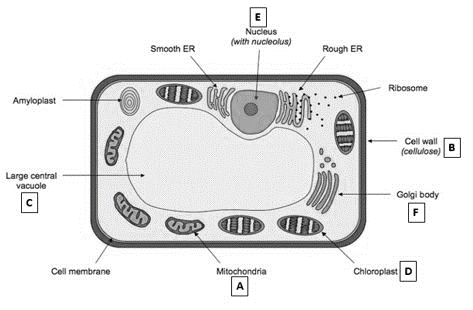 E
Nucleus
(with nucleolus)
Smooth ER
Rough ER
Ribosome
Amyloplast
Cell wall
(cellulose)
B
Large central
vacuole
C
Golgi body
F
Cell membrane
Mitochondria
A
Chloroplast
D